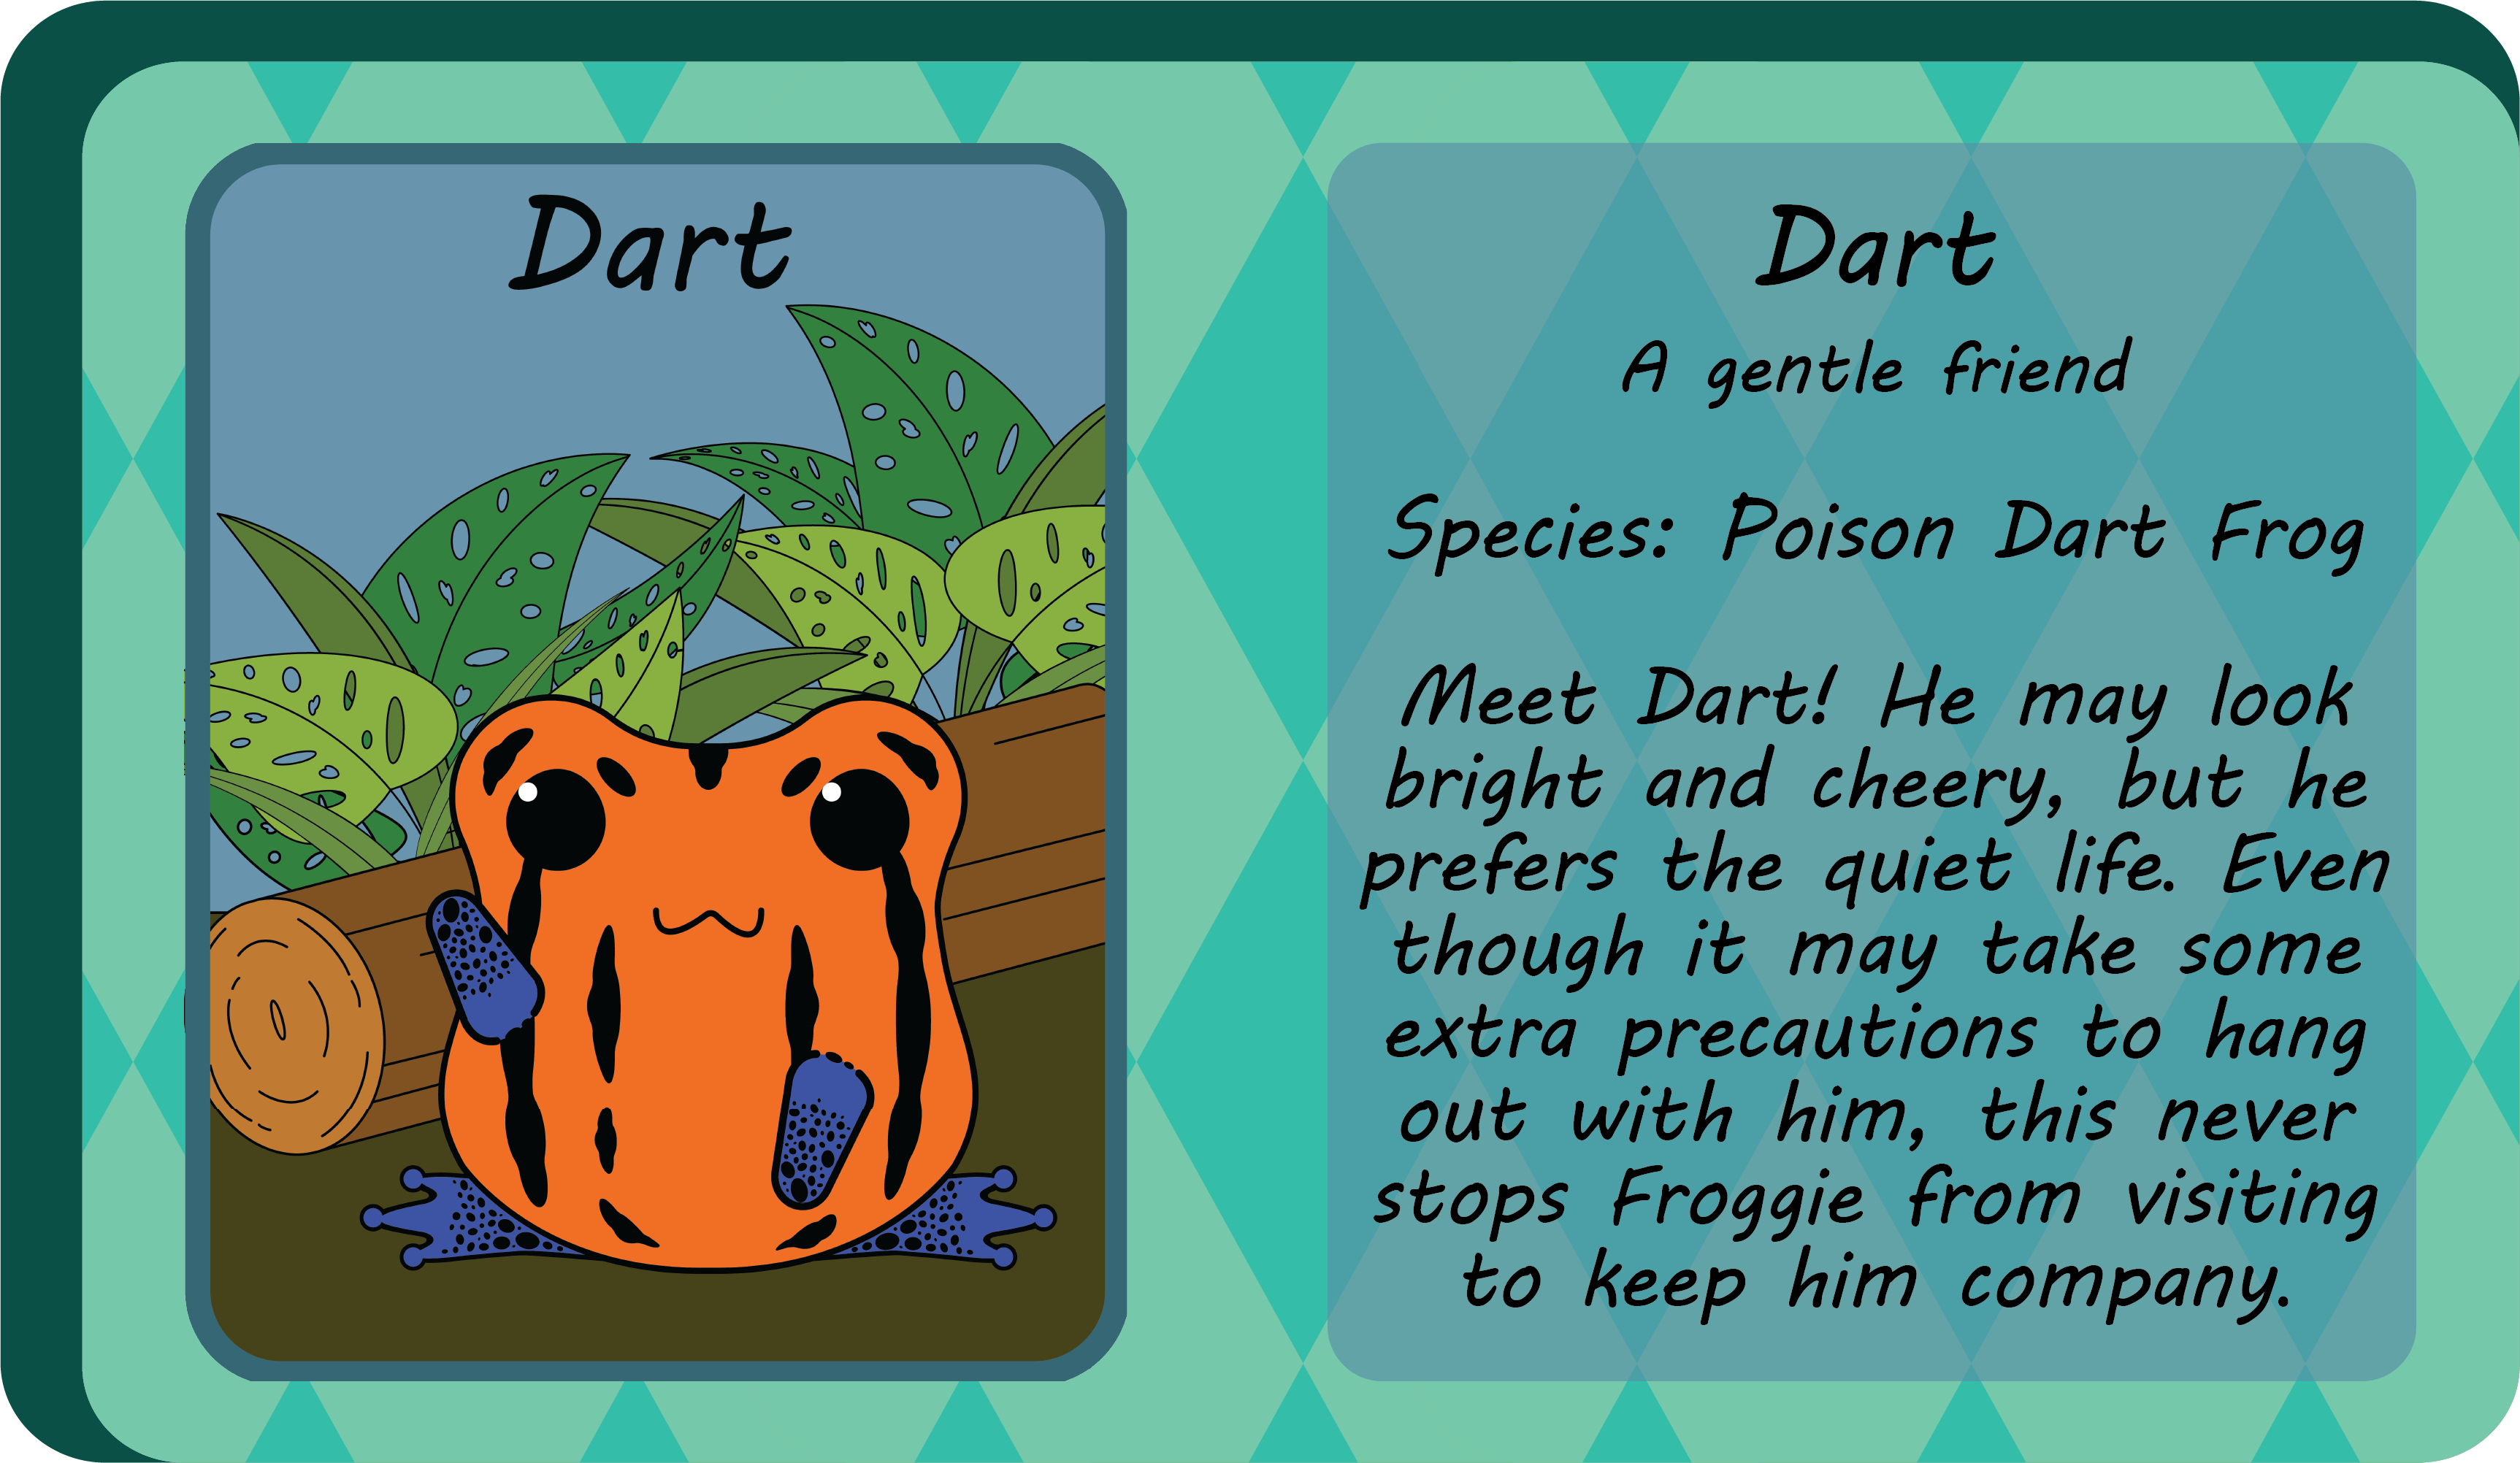 Dart
Dart
A gentle friend
Species: Poison Dart Frog
Meet Dart! He may look
bright and cheery, but he
prefers the quiet life. Even
though it may take some
extra precautions to hang
out with him, this never
stops Froggie from visiting
to keep him company.